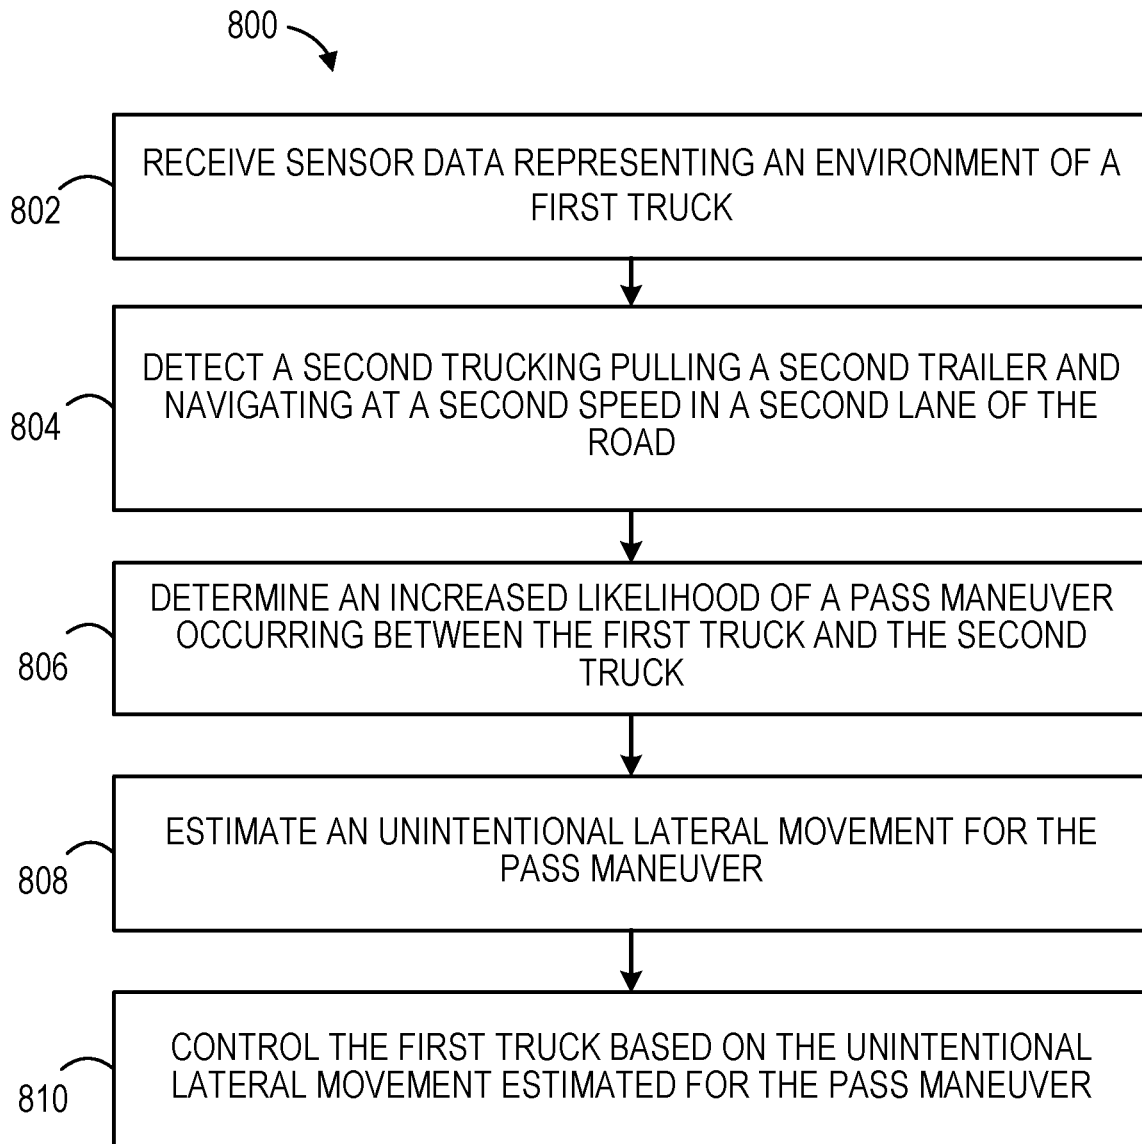 800
RECEIVE SENSOR DATA REPRESENTING AN ENVIRONMENT OF A
FIRST TRUCK
802
DETECT A SECOND TRUCKING PULLING A SECOND TRAILER AND
NAVIGATING AT A SECOND SPEED IN A SECOND LANE OF THE
ROAD
804
DETERMINE AN INCREASED LIKELIHOOD OF A PASS MANEUVER
OCCURRING BETWEEN THE FIRST TRUCK AND THE SECOND
TRUCK
806
ESTIMATE AN UNINTENTIONAL LATERAL MOVEMENT FOR THE
PASS MANEUVER
808
CONTROL THE FIRST TRUCK BASED ON THE UNINTENTIONAL
LATERAL MOVEMENT ESTIMATED FOR THE PASS MANEUVER
810